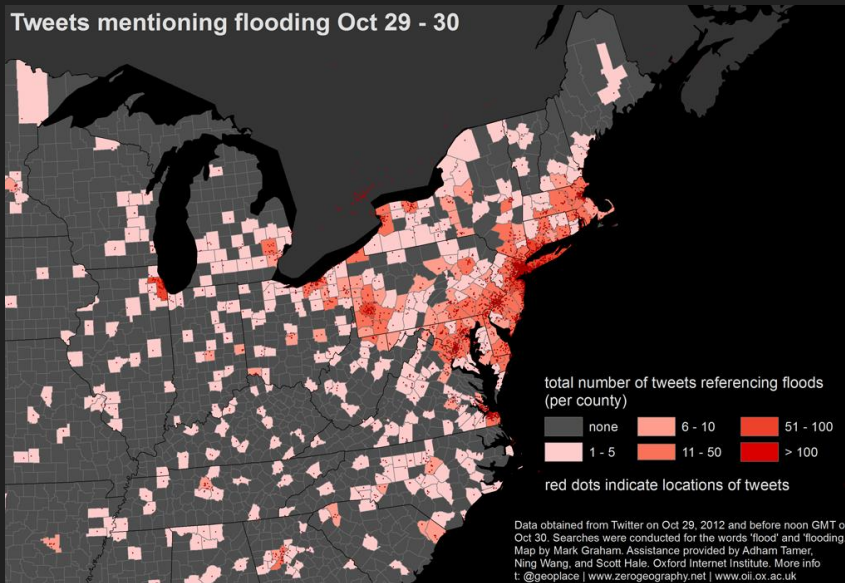 Tweets mentioning flooding Oct 29 - 30
total number of tweets referencing floods
(per county)
none 6 - 10 51 - 100
1 - 5 11 - 50 > 100
red dots indicate locations of tweets
Data obtained from Twitter on Oct 29, 2012 and before noon GMT o
Oct 30. Searches were conducted for the words 'flood' and 'flooding
Map by Mark Graham. Assistance provided by Adham Tamer,
Ning Wang, and Scott Hale. Oxford Internet Institute. More info
t: @geoplace | www.zerogeography.net | www.oii.ox.ac.uk